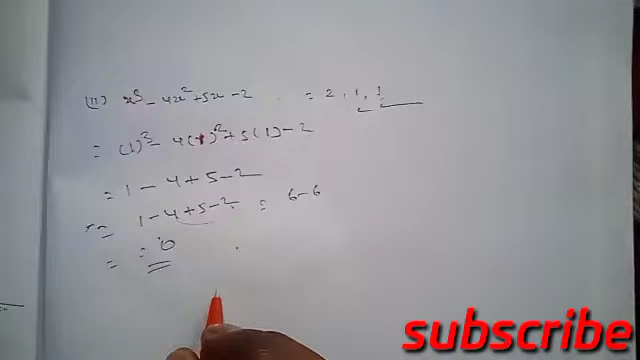 (iii) x³ - 4x² + 5x - 2 = 2, 1, 1
= (1)³ - 4(1)² + 5(1) - 2
= 1 - 4 + 5 - 2
= 1 - 4 + 5 - 2 = 6 - 6
= = 0
subscribe